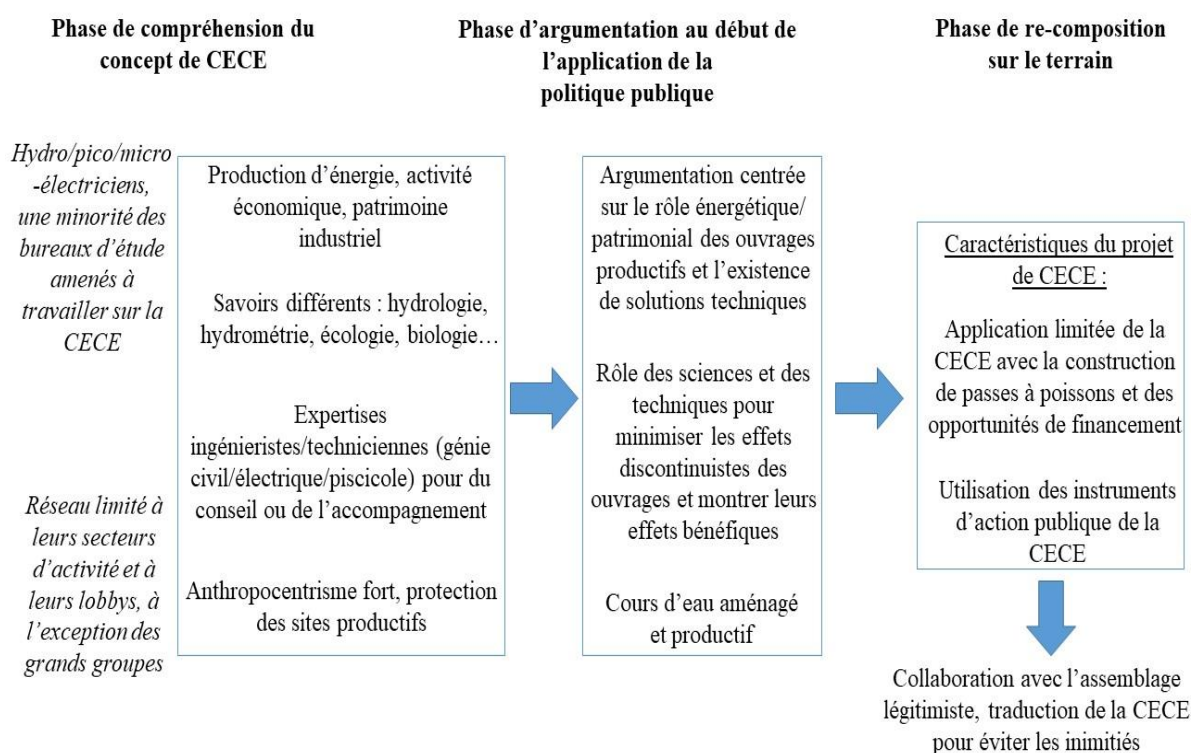 Phase de compréhension du
concept de CECE
Phase d’argumentation au début de
l’application de la
politique publique
Phase de re-composition
sur le terrain
Hydro/pico/micro
-électriciens,
une minorité des
bureaux d’étude
amenés à
travailler sur la
CECE
Réseau limité à
leurs secteurs
d’activité et à
leurs lobbys, à
l’exception des
grands groupes
Production d’énergie, activité
économique, patrimoine
industriel
Savoirs différents : hydrologie,
hydrométrie, écologie, biologie…
Expertises
ingénieristes/techniciennes (génie
civil/électrique/piscicole) pour du
conseil ou de l’accompagnement
Anthropocentrisme fort, protection
des sites productifs
Argumentation centrée
sur le rôle énergétique/
patrimonial des ouvrages
productifs et l’existence
de solutions techniques
Rôle des sciences et des
techniques pour
minimiser les effets
discontinuistes des
ouvrages et montrer leurs
effets bénéfiques
Cours d’eau aménagé
et productif
Caractéristiques du projet
de CECE :
Application limitée de la
CECE avec la construction
de passes à poissons et des
opportunités de financement
Utilisation des instruments
d’action publique de la
CECE
Collaboration avec l’assemblage
légitimiste, traduction de la CECE
pour éviter les inimitiés